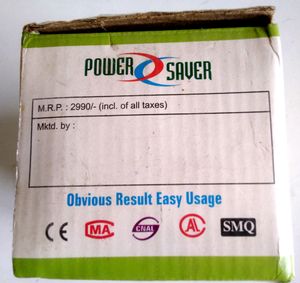 POWER SAVER
M.R.P. : 2990/- (incl. of all taxes)
Mktd. by :
Obvious Result Easy Usage
CE MA CNAL AL SMQ